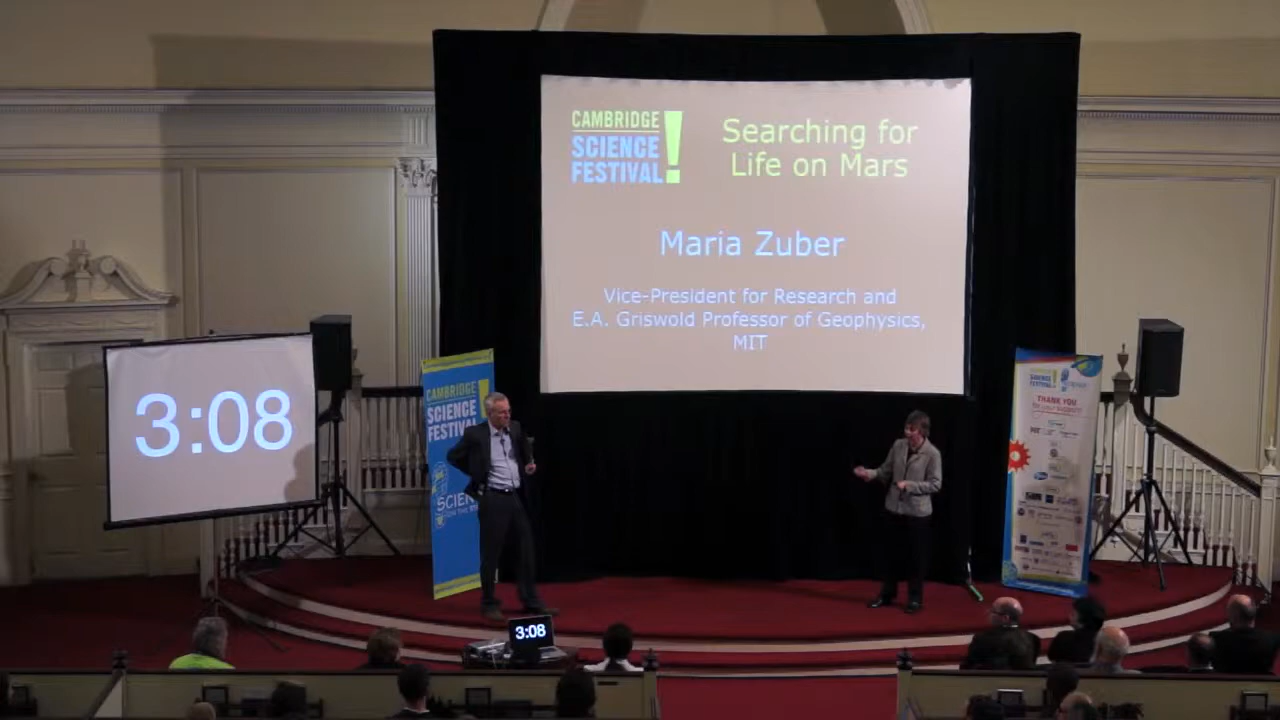 CAMBRIDGE
SCIENCE
FESTIVAL!
Searching for
Life on Mars
Maria Zuber
Vice-President for Research and
E.A. Griswold Professor of Geophysics,
MIT
3:08
CAMBRIDGE
SCIENCE
FESTIVAL
SCIEN
THANK YOU
3:08